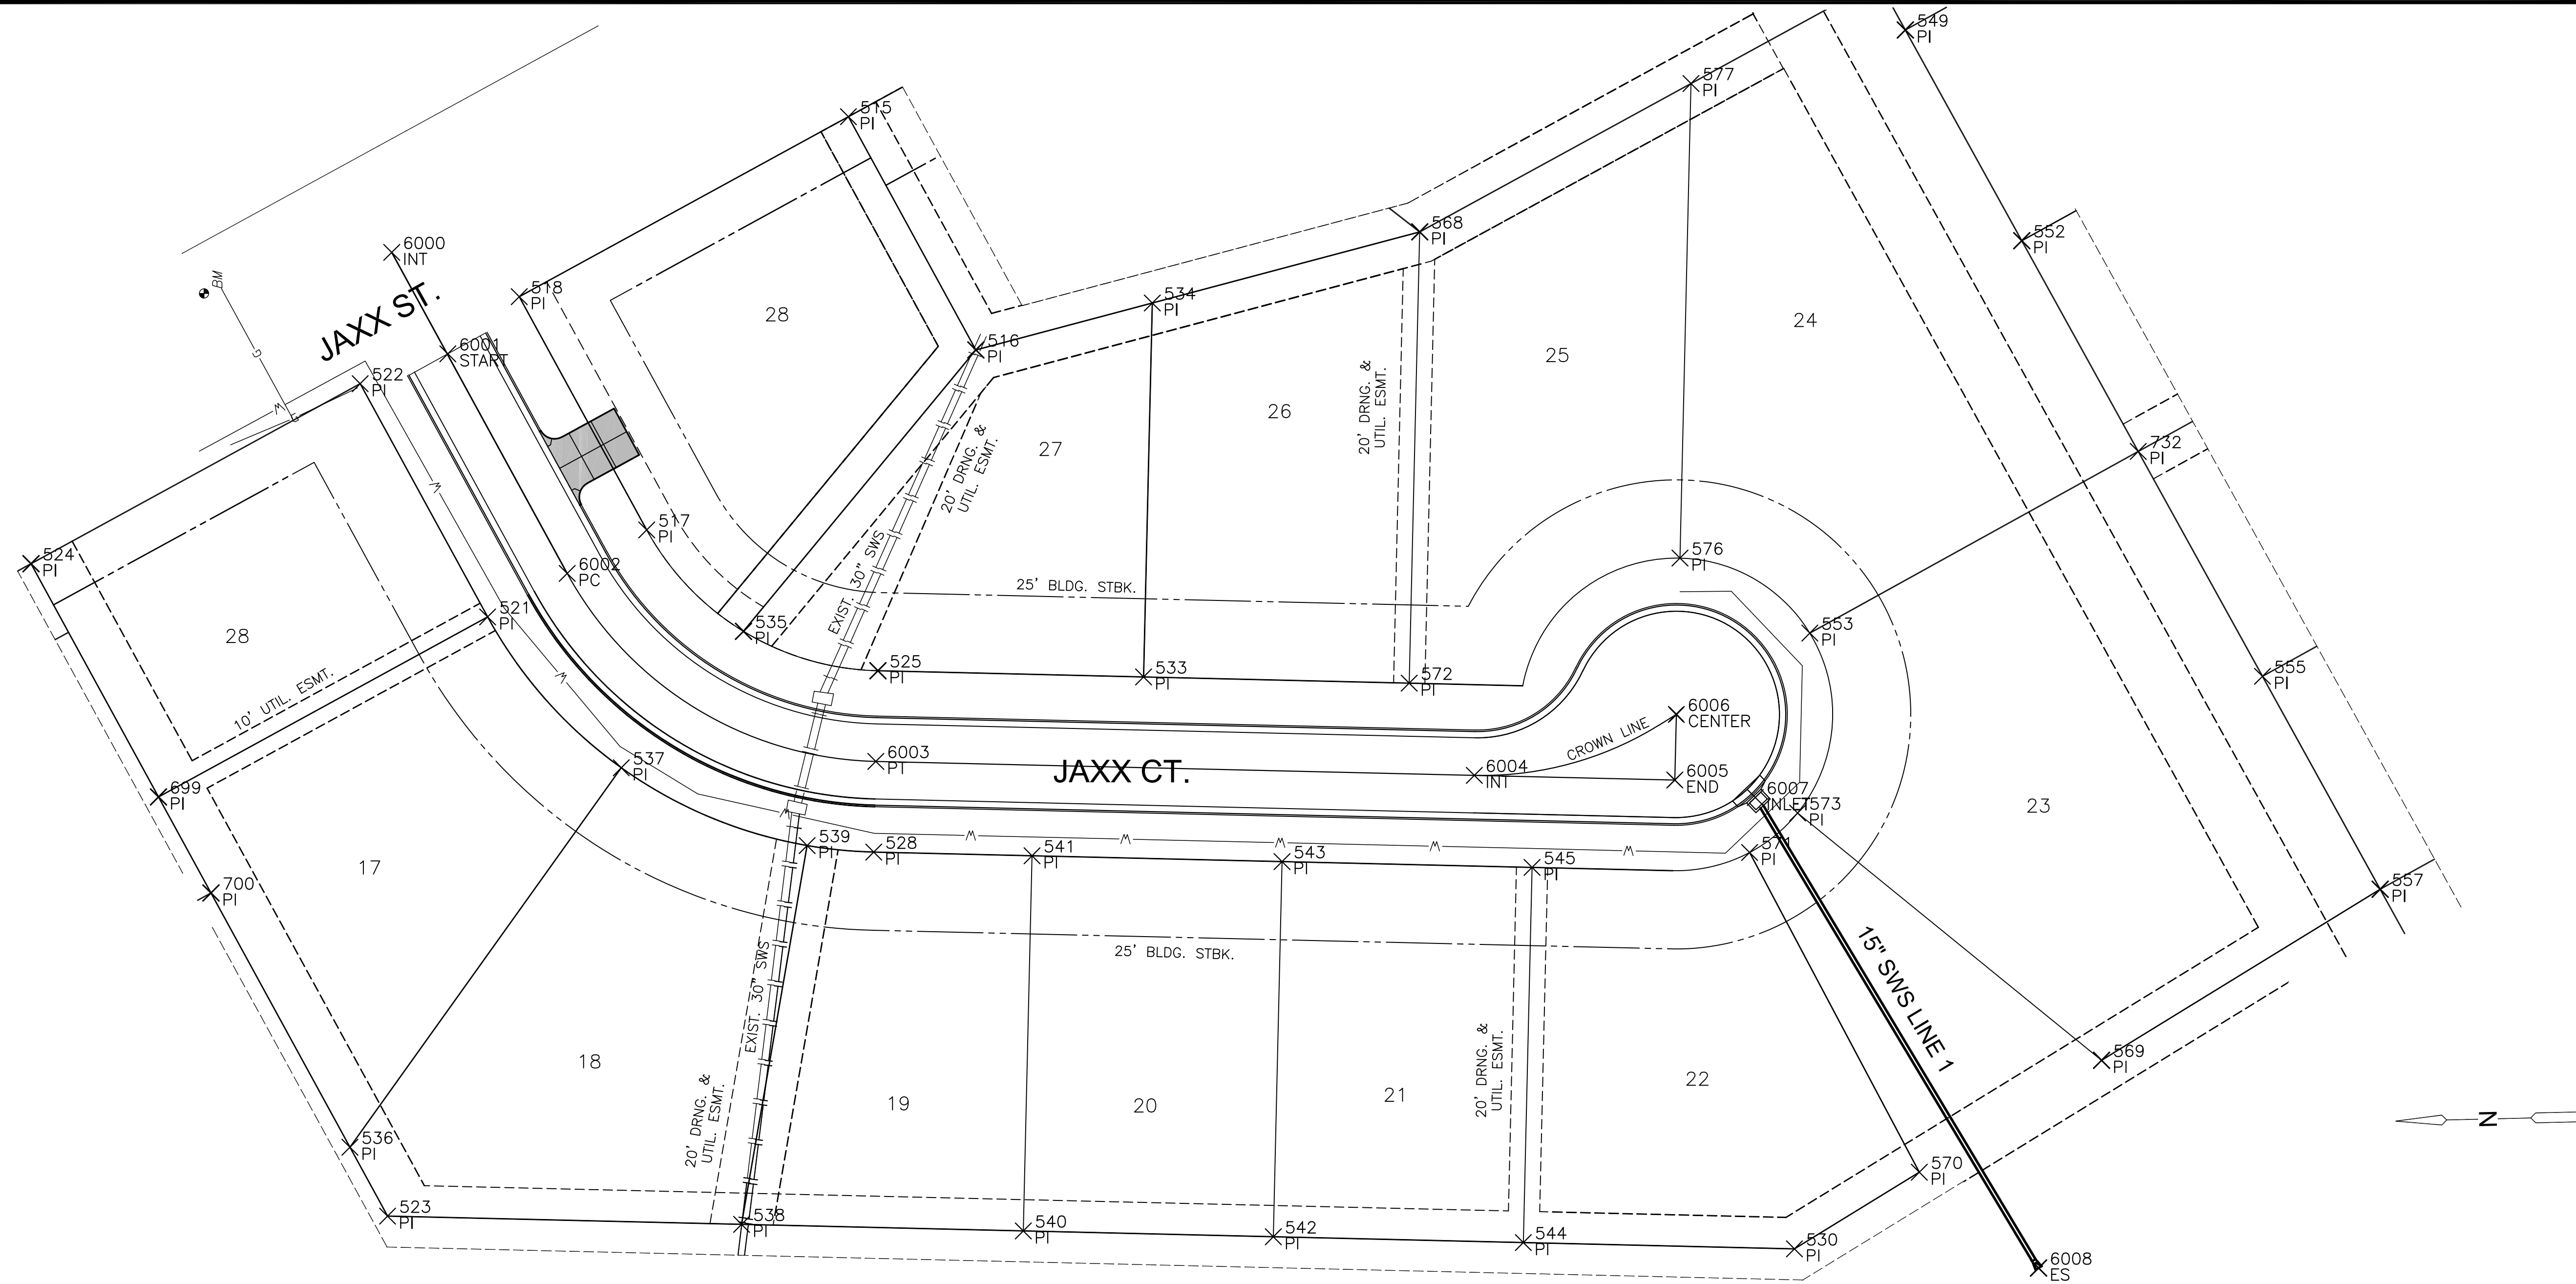 549
PI
577
PI
515
PI
552
PI
568
PI
6000
INT
BM
JAXX ST.
518
PI
534
PI
28
24
516
PI
6001
START
25
522
PI
W
G
G
26
20' DRNG. &
UTIL. ESMT.
27
732
PI
20' DRNG. &
UTIL. ESMT.
W
517
PI
EXIST. 30" SWS
524
PI
6002
PC
576
PI
25' BLDG. STBK.
521
PI
535
PI
553
PI
28
525
PI
533
PI
572
PI
555
PI
10' UTIL. ESMT.
W
6006
CENTER
CROWN LINE
537
PI
6003
PI
JAXX CT.
6004
INT
6005
END
6007
INLET
573
PI
699
PI
23
W
W
W
W
W
W
539
PI
528
PI
541
PI
543
PI
545
PI
571
PI
17
700
PI
557
PI
25' BLDG. STBK.
EXIST. 30" SWS
15" SWS LINE 1
18
20' DRNG. &
UTIL. ESMT.
20' DRNG. &
UTIL. ESMT.
569
PI
22
19
20
21
N
536
PI
570
PI
523
PI
538
PI
540
PI
542
PI
544
PI
530
PI
6008
ES